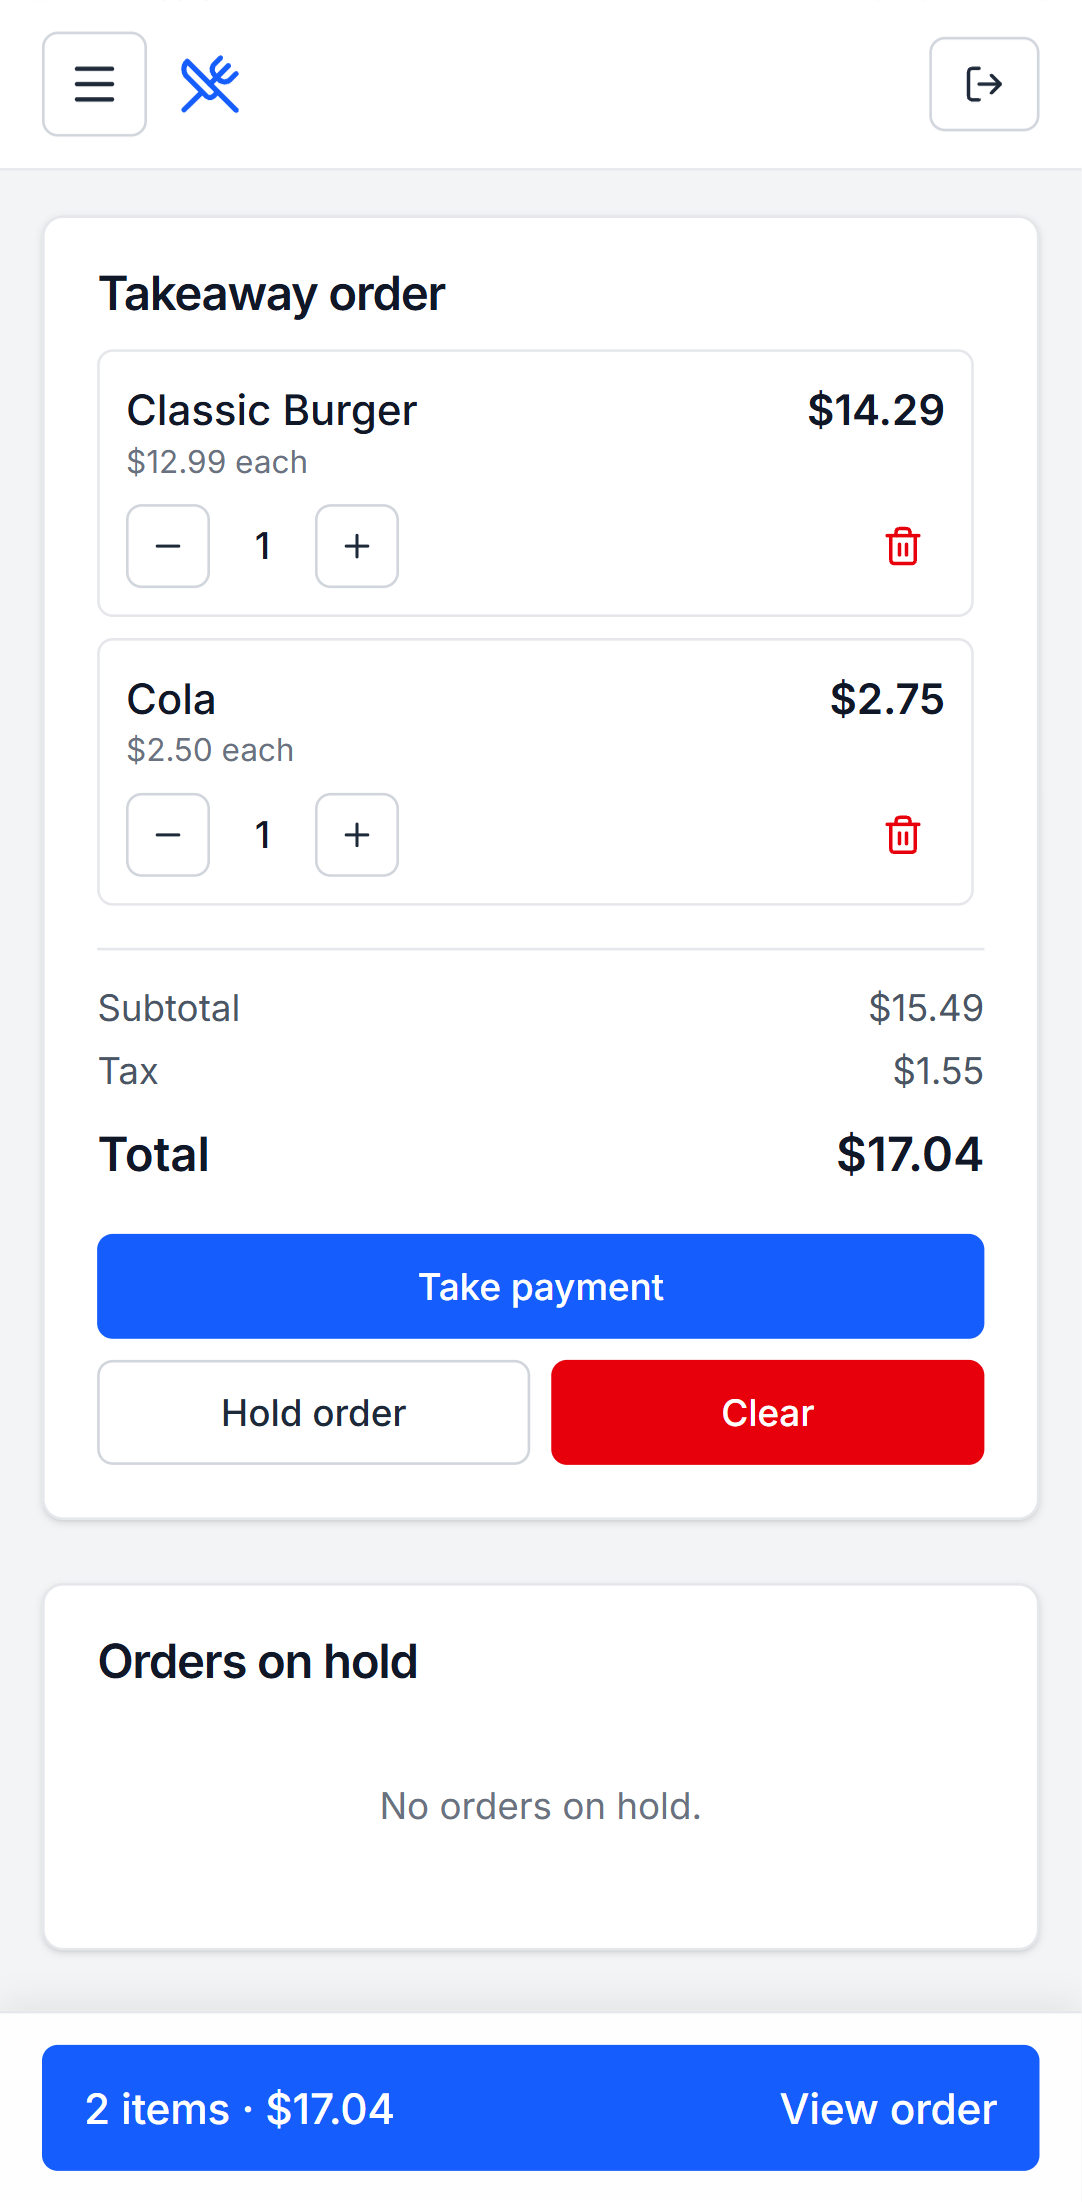 Takeaway order
Classic Burger $14.29
$12.99 each
1
Cola $2.75
$2.50 each
1
Subtotal $15.49
Tax $1.55
Total $17.04
Take payment
Hold order Clear
Orders on hold
No orders on hold.
2 items · $17.04 View order